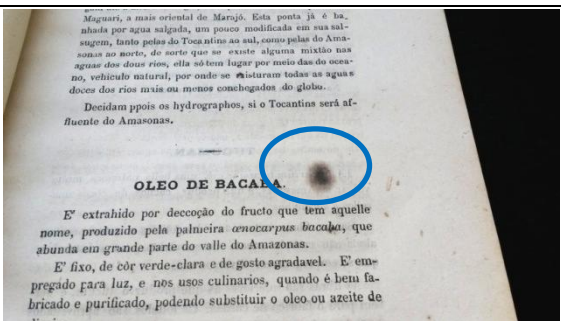 Maguari, a mais oriental de Marajó. Esta ponta já é ba,
nhada por agua salgada, um pouco modificada em sua sal-
sugem, tanto pelas do Tocantins ao sul, como pelas do Ama-
sonas ao norto, de sorte que se existe alguma mixtão nas
aguas dos dous rios, ella só tem lugar por meio das do ocea-
no, vehiculo natural, por onde se misturam todas as aguas
doces dos rios mais ou menos conchegados do globo.
Decidam ppois os hydrographos, si o Tocantins será af-
fluente do Amasonas.
OLEO DE BACABA.
E' extrahido por deccoção do fructo que tem aquelle
nome, produzido pela palmeira œnocarpus bacaba, que
abunda em grande parte do valle do Amazonas.
E' fixo, de côr verde-clara e de gosto agradavel. E' em-
pregado para luz, e nos usos culinarios, quando é bem fa-
bricado e purificado, podendo substituir o oleo ou azeite de